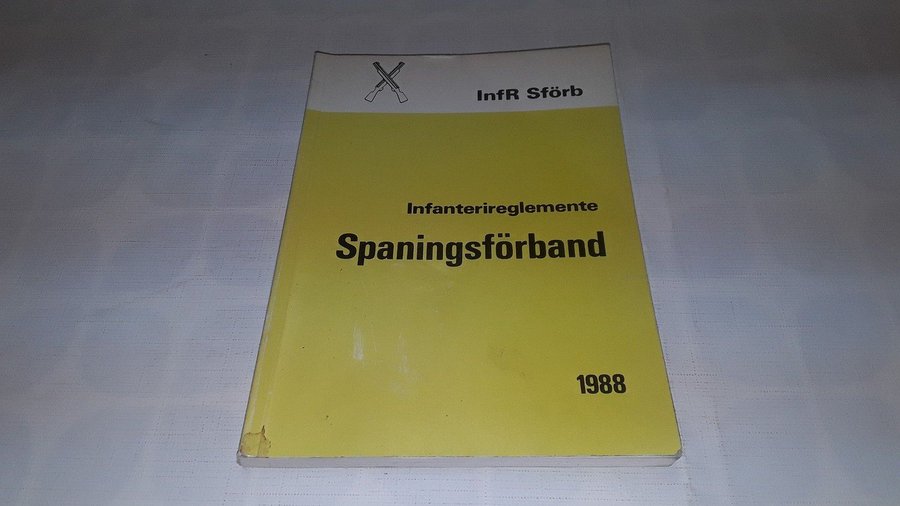 InfR Sförb
Infanterireglemente
Spaningsförband
1988